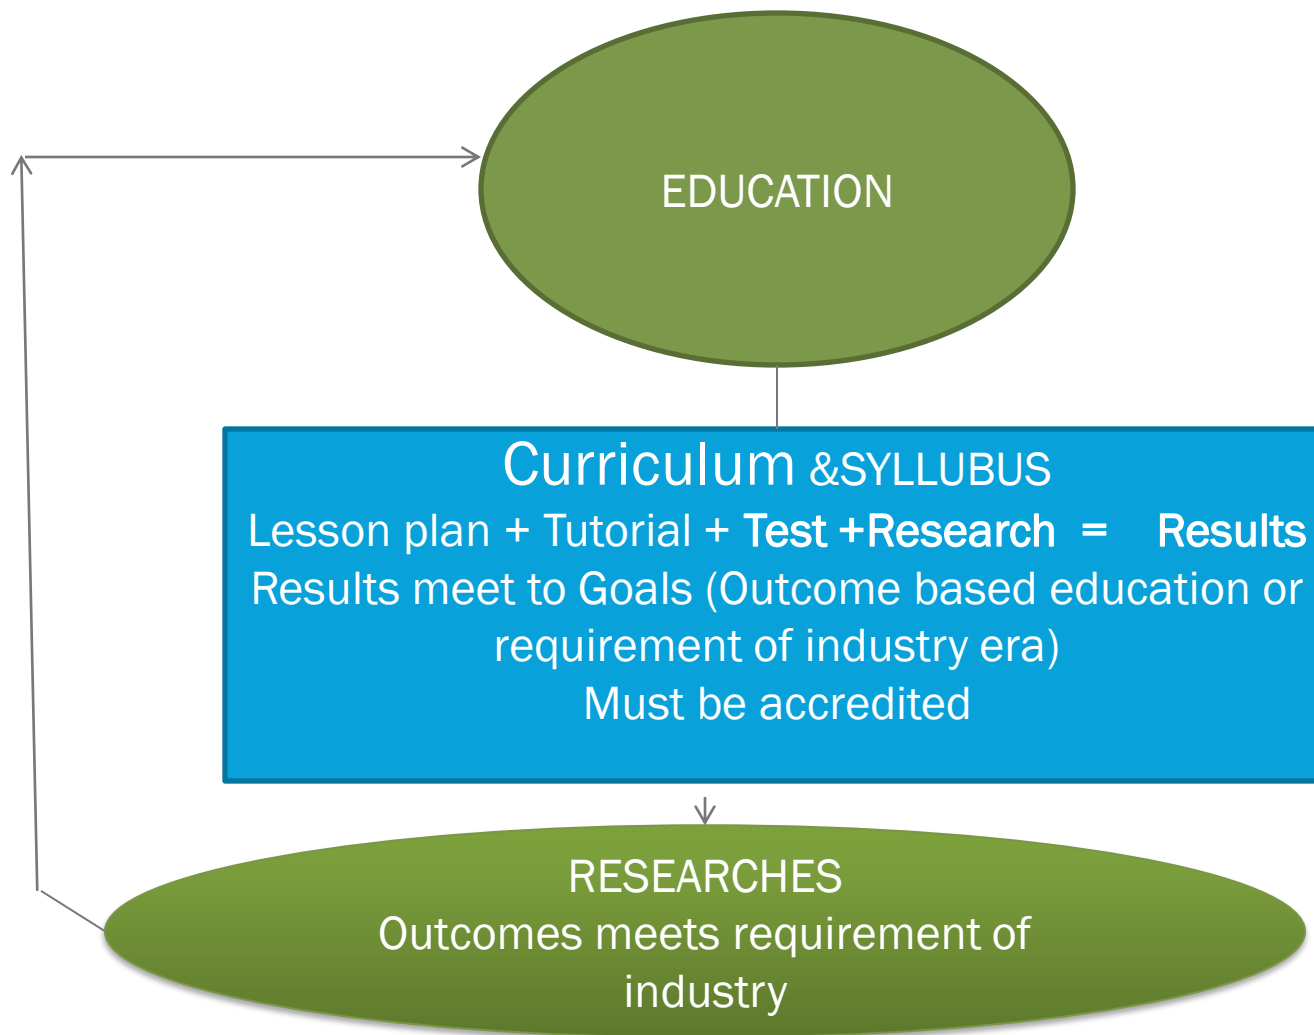 EDUCATION
Curriculum &SYLLUBUS
Lesson plan + Tutorial + Test +Research = Results
Results meet to Goals (Outcome based education or
requirement of industry era)
Must be accredited
RESEARCHES
Outcomes meets requirement of
industry